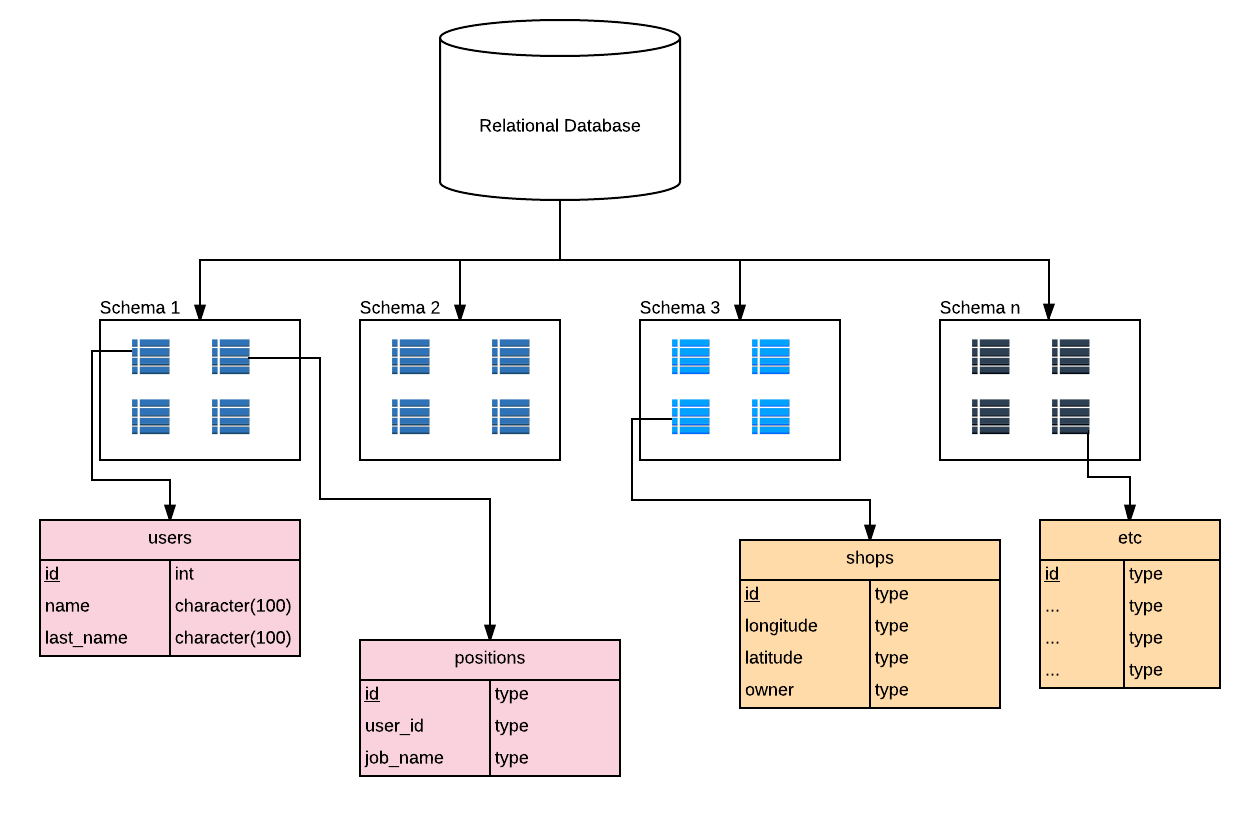 Relational Database
Schema 1
Schema 2
Schema 3
Schema n
users
id int
name character(100)
last_name character(100)
positions
id type
user_id type
job_name type
shops
id type
longitude type
latitude type
owner type
etc
id type
... type
... type
... type